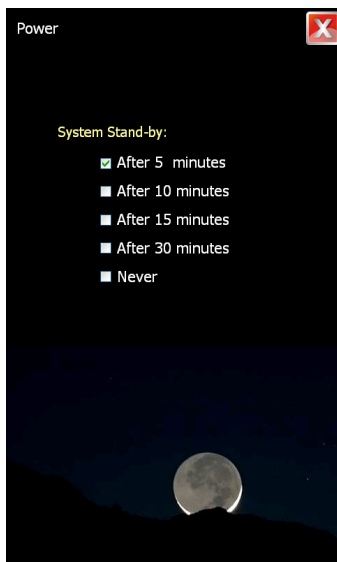 Power
System Stand-by:
After 5 minutes
After 10 minutes
After 15 minutes
After 30 minutes
Never